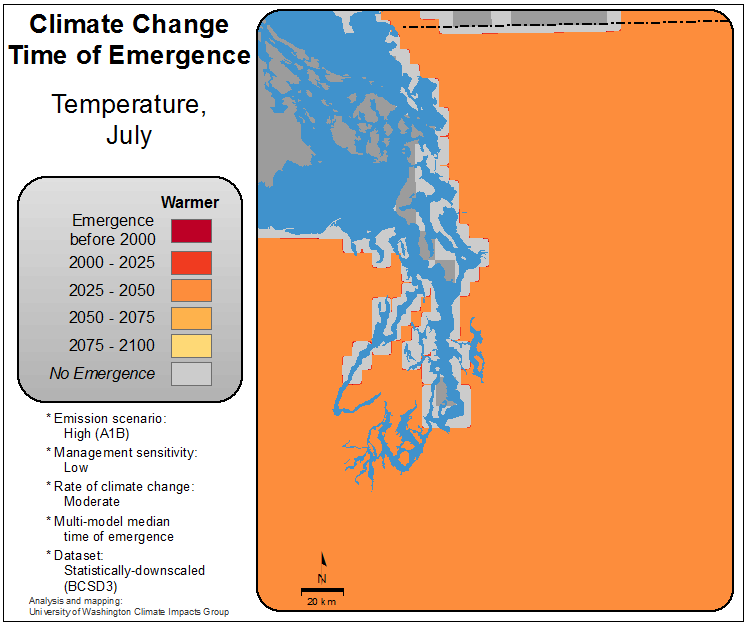 Climate Change
Time of Emergence
Temperature,
July
Warmer
Emergence
before 2000
2000 - 2025
2025 - 2050
2050 - 2075
2075 - 2100
No Emergence
* Emission scenario:
High (A1B)
* Management sensitivity:
Low
* Rate of climate change:
Moderate
* Multi-model median
time of emergence
* Dataset:
Statistically-downscaled
(BCSD3)
Analysis and mapping:
University of Washington Climate Impacts Group
N
20 km